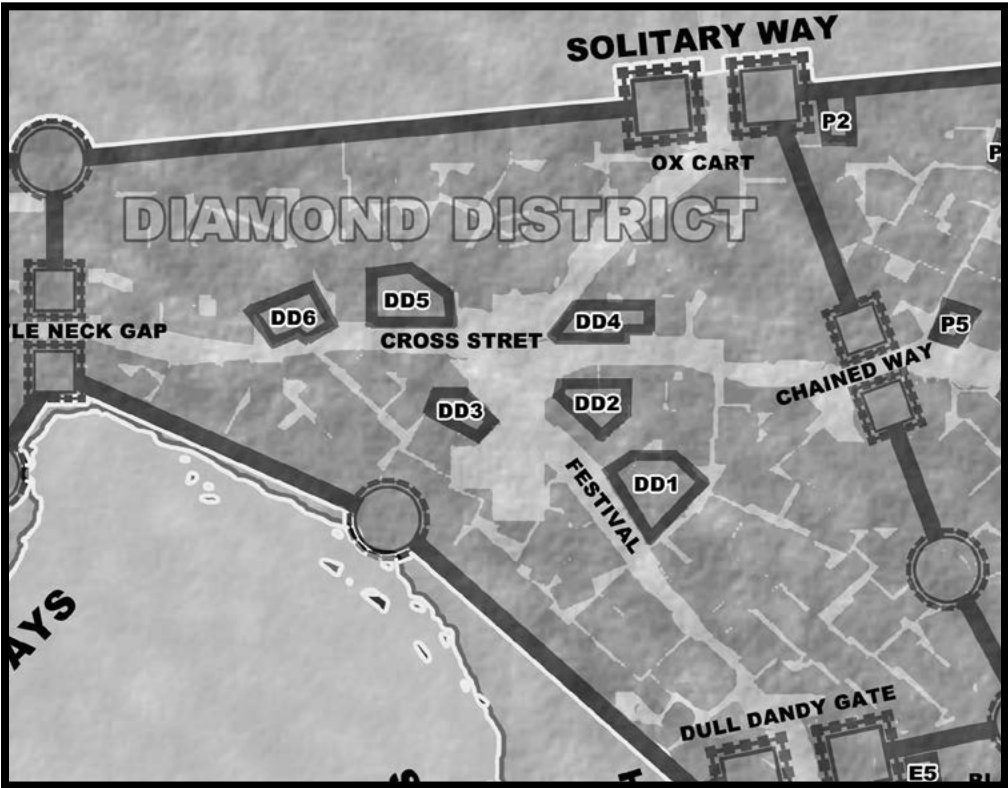 SOLITARY WAY
P2
OX CART
P
DIAMOND DISTRICT
DD5
DD6
DD4
TLE NECK GAP
CROSS STRET
P5
CHAINED WAY
DD2
DD3
DD1
FESTIVAL
AYS
DULL DANDY GATE
E5